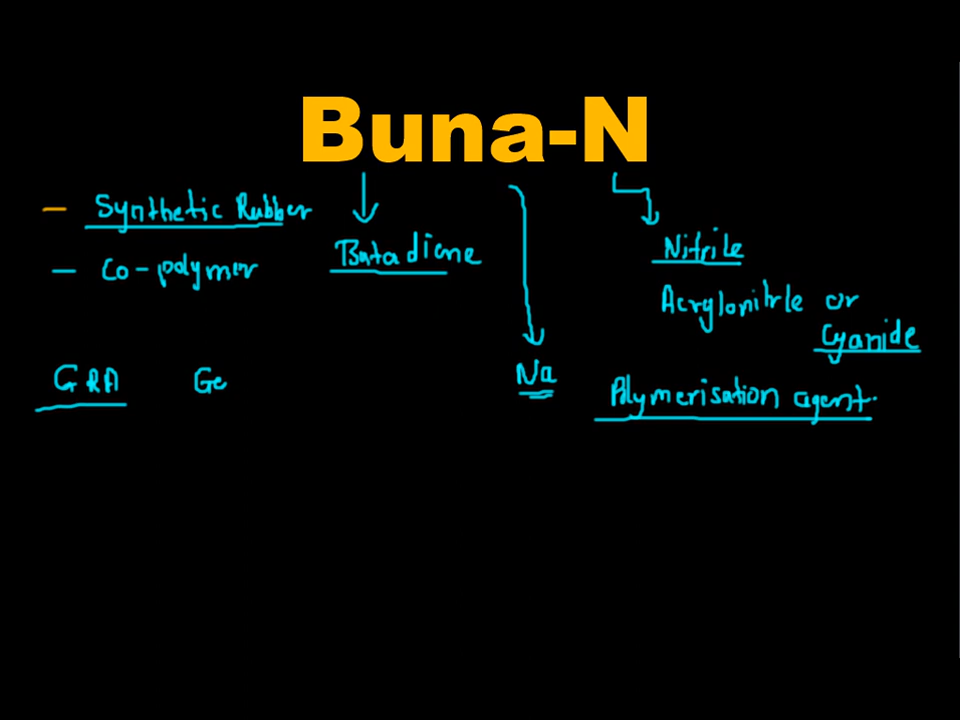 Buna-N
- Synthetic Rubber
- Co-polymer
Butadiene
Nitrile
Acrylonitrle or
Cyanide
GRA Ge
Na
Polymerisation agent.